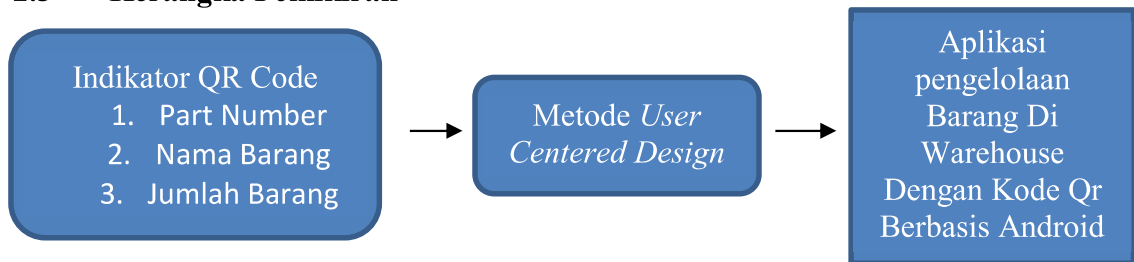 Indikator QR Code
1. Part Number
2. Nama Barang
3. Jumlah Barang
Metode User
Centered Design
Aplikasi
pengelolaan
Barang Di
Warehouse
Dengan Kode Qr
Berbasis Android